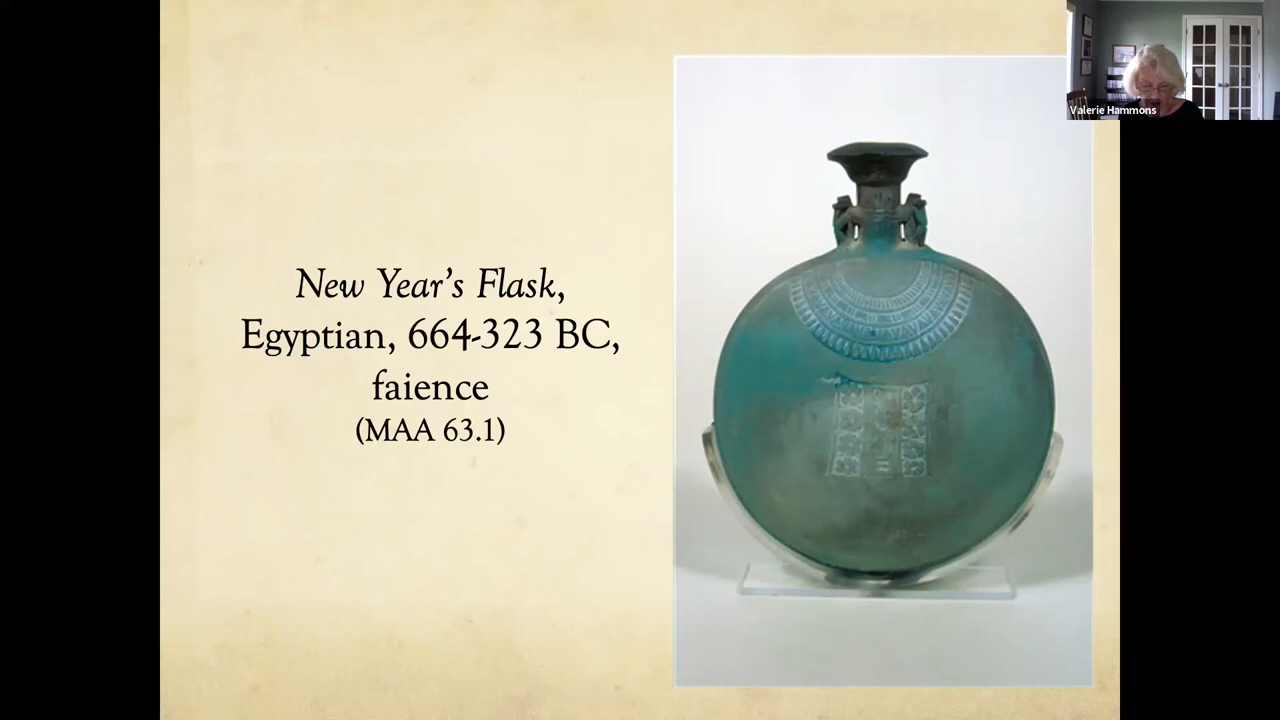 New Year's Flask,
Egyptian, 664-323 BC,
faience
(MAA 63.1)
Valerie Hammons